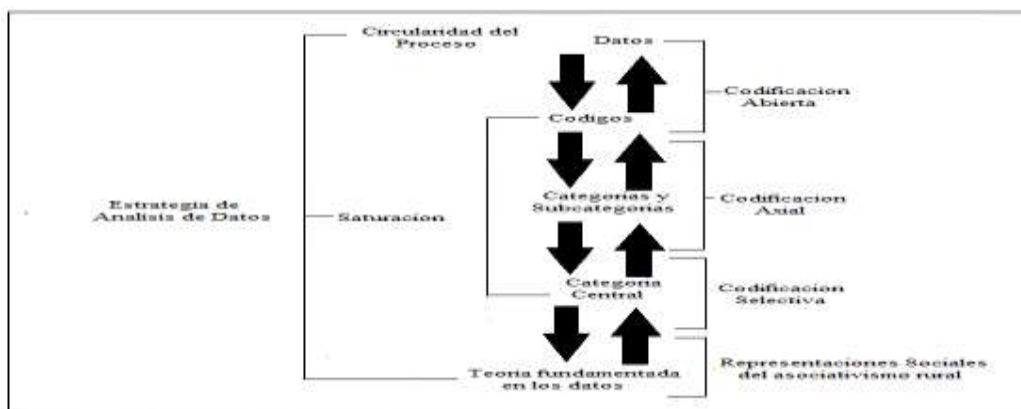 Circularidad del
Proceso
Datos
Codificacion
Abierta
Codigos
Estrategia de
Analisis de Datos
Saturacion
Categorias y
Subcategorias
Codificacion
Axial
Categoria
Central
Codificacion
Selectiva
Teoria fundamentada
en los datos
Representaciones Sociales
del asociativismo rural